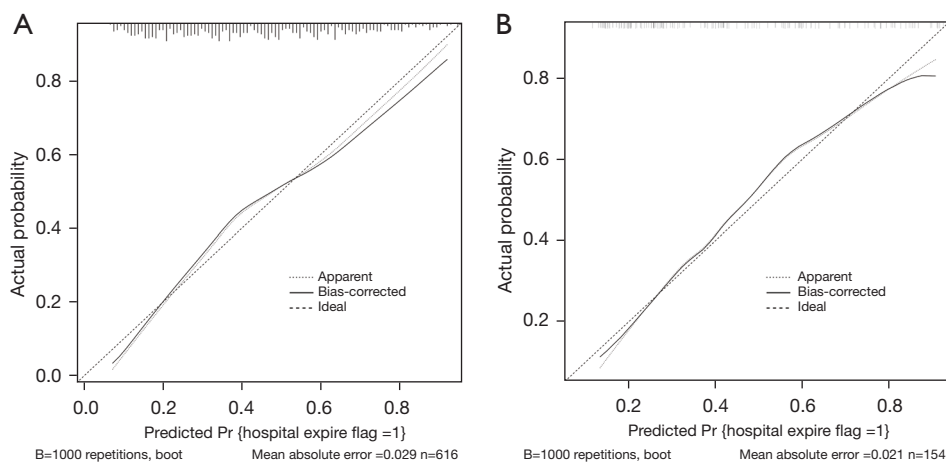 A
Actual probability
0.8
0.6
0.4
0.2
0.0
Apparent
Bias-corrected
Ideal
0.0 0.2 0.4 0.6 0.8
Predicted Pr {hospital expire flag =1}
B=1000 repetitions, boot Mean absolute error =0.029 n=616
B
Actual probability
0.8
0.6
0.4
0.2
Apparent
Bias-corrected
Ideal
0.2 0.4 0.6 0.8
Predicted Pr {hospital expire flag =1}
B=1000 repetitions, boot Mean absolute error =0.021 n=154